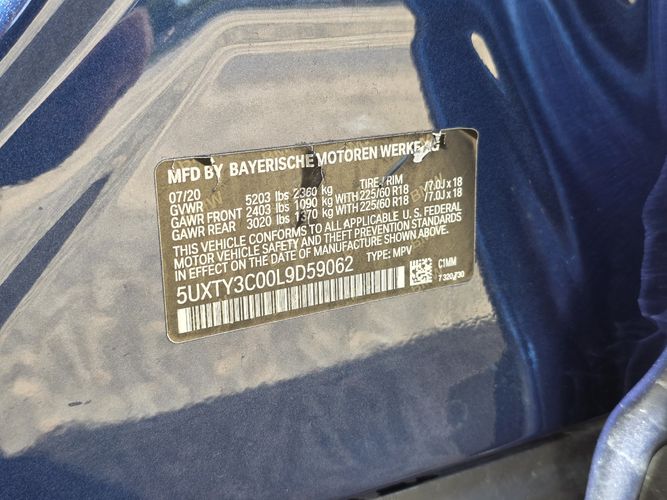 MFD BY BAYERISCHE MOTOREN WERKE AG
07/20
GVWR 5203 lbs 2360 kg TIRE/RIM
GAWR FRONT 2403 lbs 1090 kg WITH 225/60 R18 /7.0J x 18
GAWR REAR 3020 lbs 1370 kg WITH 225/60 R18 /7.0J x 18
THIS VEHICLE CONFORMS TO ALL APPLICABLE U.S. FEDERAL
MOTOR VEHICLE SAFETY AND THEFT PREVENTION STANDARDS
IN EFFECT ON THE DATE OF MANUFACTURE SHOWN ABOVE.
5UXTY3C00L9D59062 TYPE: MPV
C1MM